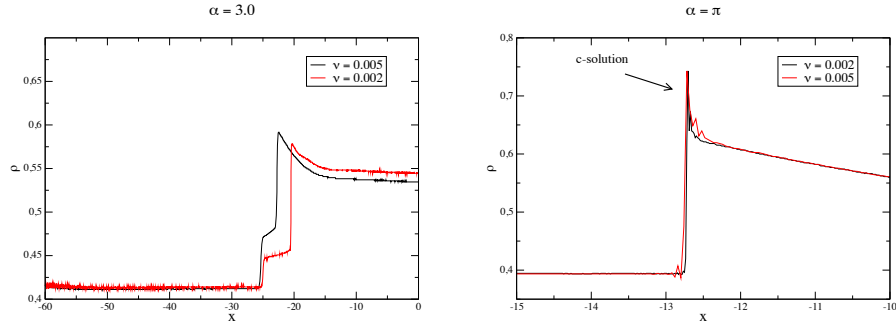 α = 3.0
ν = 0.005
ν = 0.002
ρ
0,65
0,6
0,55
0,5
0,45
0,4
-60
-50
-40
-30
-20
-10
0
x
α = π
c-solution
ν = 0.002
ν = 0.005
ρ
0,8
0,7
0,6
0,5
0,4
-15
-14
-13
-12
-11
-10
x